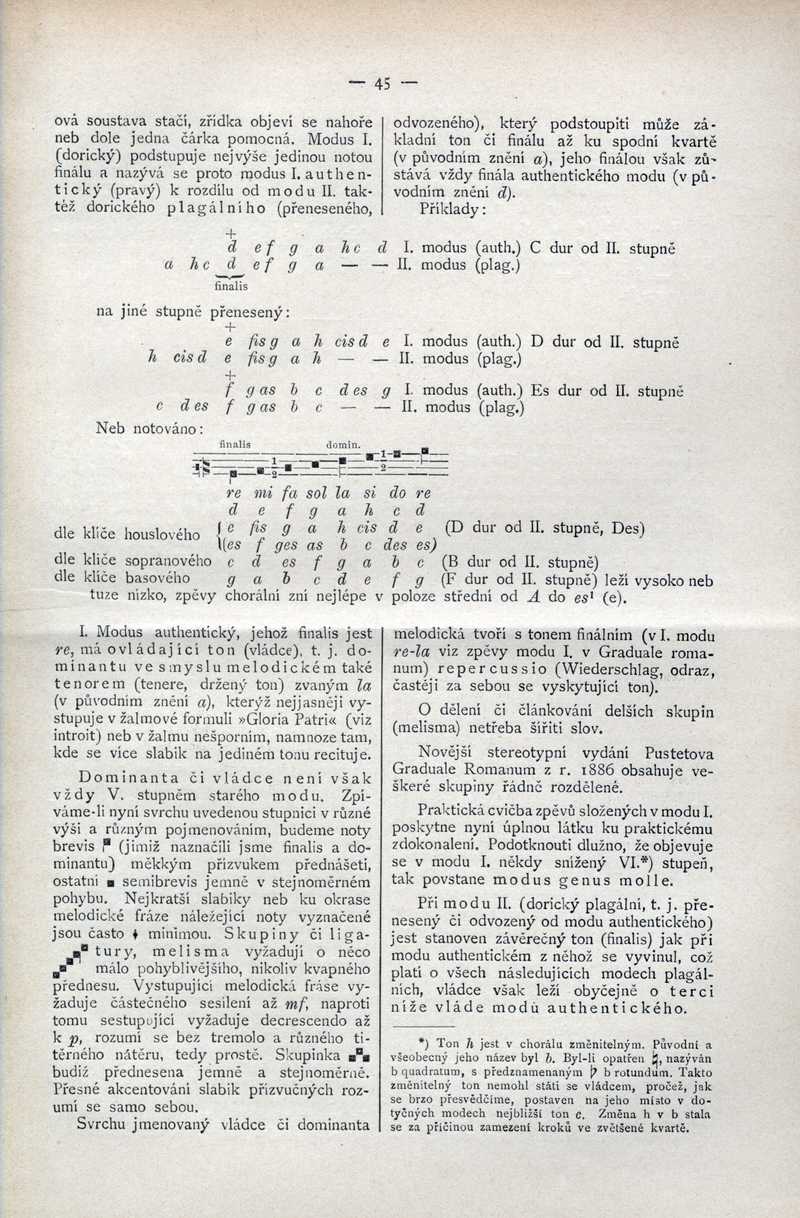 — 45 —
ová soustava stačí, zřídka objeví se nahoře
neb dole jedna čárka pomocná. Modus I.
(dorický) podstupuje nejvýše jedinou notou
finálu a nazývá se proto modus I. authen-
tický (pravý) k rozdílu od modu II. tak-
též dorického plagálního (přeneseného,
odvozeného), který podstoupiti může zá-
kladní ton či finálu až ku spodní kvartě
(v původním znění a), jeho finálou však zů-
stává vždy finála authentického modu (v pů-
vodním znění d).
Příklady:
+
d e f g a h c d I. modus (auth.) C dur od II. stupně
a h c d e f g a — — II. modus (plag.)
finalis
na jiné stupně přenesený:
+
e fis g a h cis d e I. modus (auth.) D dur od II. stupně
h cis d e fis g a h — — II. modus (plag.)
+
f g as b c d es g I. modus (auth.) Es dur od II. stupně
c d es f g as b c — — II. modus (plag.)
Neb notováno:
finalis domin.
1 1
2 2
re mi fa sol la si do re
d e f g a h c d
dle klíče houslového { e fis g a h cis d e (D dur od II. stupně, Des)
(es f ges as b c des es)
dle klíče sopranového c d es f g a b c (B dur od II. stupně)
dle klíče basového g a b c d e f g (F dur od II. stupně) leží vysoko neb
tuze nízko, zpěvy chorální zní nejlépe v poloze střední od A do es¹ (e).
I. Modus authentický, jehož finalis jest
re, má ovládající ton (vládce), t. j. do-
minantu ve smyslu melodickém také
tenorem (tenere, držený ton) zvaným la
(v původním znění a), kterýž nejjasněji vy-
stupuje v žalmové formuli »Gloria Patri« (viz
introit) neb v žalmu nešporním, namnoze tam,
kde se více slabik na jediném tonu recituje.
Dominanta či vládce není však
vždy V. stupněm starého modu. Zpí-
váme-li nyní svrchu uvedenou stupnici v různé
výši a různým pojmenováním, budeme noty
brevis (jimiž naznačili jsme finalis a do-
minantu) měkkým přízvukem přednášeti,
ostatní ■ semibrevis jemně v stejnoměrném
pohybu. Nejkratší slabiky neb ku okrase
melodické fráze náležející noty vyznačené
jsou často ♦ minimou. Skupiny či liga-
tury, melisma vyžadují o něco
málo pohyblivějšího, nikoliv kvapného
přednesu. Vystupující melodická fráse vy-
žaduje částečného sesílení až mf, naproti
tomu sestupující vyžaduje decrescendo až
k p, rozumí se bez tremolo a různého ti-
těrného nátěru, tedy prostě. Skupinka
budiž přednesena jemně a stejnoměrně.
Přesné akcentování slabik přízvučných roz-
umí se samo sebou.
Svrchu jmenovaný vládce či dominanta
melodická tvoří s tonem finálním (v I. modu
re-la viz zpěvy modu I. v Graduale roma-
num) repercussio (Wiederschlag, odraz,
častěji za sebou se vyskytující ton).
O dělení či článkování delších skupin
(melisma) netřeba šířiti slov.
Novější stereotypní vydání Pustetova
Graduale Romanum z r. 1886 obsahuje ve-
škeré skupiny řádně rozdělené.
Praktická cvičba zpěvů složených v modu I.
poskytne nyní úplnou látku ku praktickému
zdokonalení. Podotknouti dlužno, že objevuje
se v modu I. někdy snížený VI.*) stupeň,
tak povstane modus genus molle.
Při modu II. (dorický plagální, t. j. pře-
nesený či odvozený od modu authentického)
jest stanoven závěrečný ton (finalis) jak při
modu authentickém z něhož se vyvinul, což
platí o všech následujících modech plagál-
ních, vládce však leží obyčejně o terci
níže vláde modu authentického.
*) Ton h jest v chorálu změnitelným. Původní a
všeobecný jeho název byl b. Byl-li opatřen ♮, nazýván
b quadratum, s předznamenaným ♭ b rotundum. Takto
změnitelný ton nemohl státi se vládcem, pročež, jak
se brzo přesvědčíme, postaven na jeho místo v do-
tyčných modech nejbližší ton c. Změna h v b stala
se za příčinou zamezení kroků ve zvětšené kvartě.